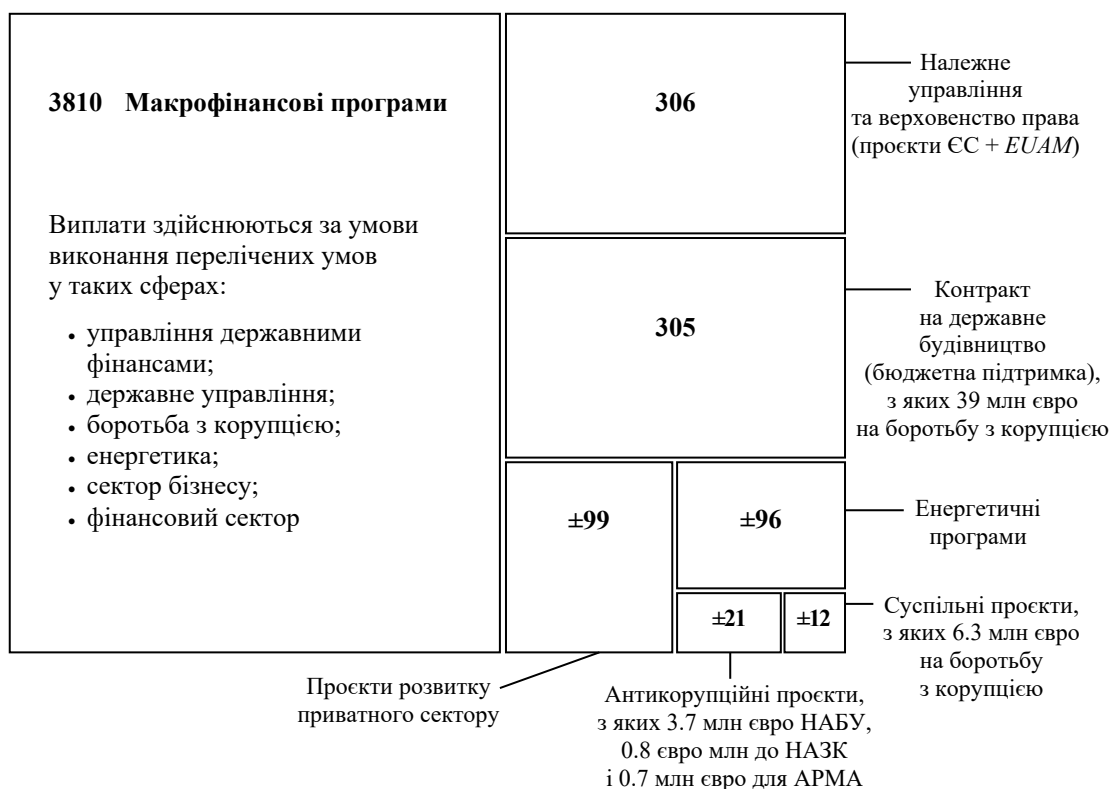 3810 Макрофінансові програми
Виплати здійснюються за умови
виконання перелічених умов
у таких сферах:
• управління державними
фінансами;
• державне управління;
• боротьба з корупцією;
• енергетика;
• сектор бізнесу;
• фінансовий сектор
306
Належне
управління
та верховенство права
(проєкти ЄС + EUAM)
305
Контракт
на державне
будівництво
(бюджетна підтримка),
з яких 39 млн євро
на боротьбу з корупцією
±99
±96
Енергетичні
програми
±21
±12
Суспільні проєкти,
з яких 6.3 млн євро
на боротьбу
з корупцією
Проєкти розвитку
приватного сектору
Антикорупційні проєкти,
з яких 3.7 млн євро НАБУ,
0.8 євро млн до НАЗК
і 0.7 млн євро для АРМА